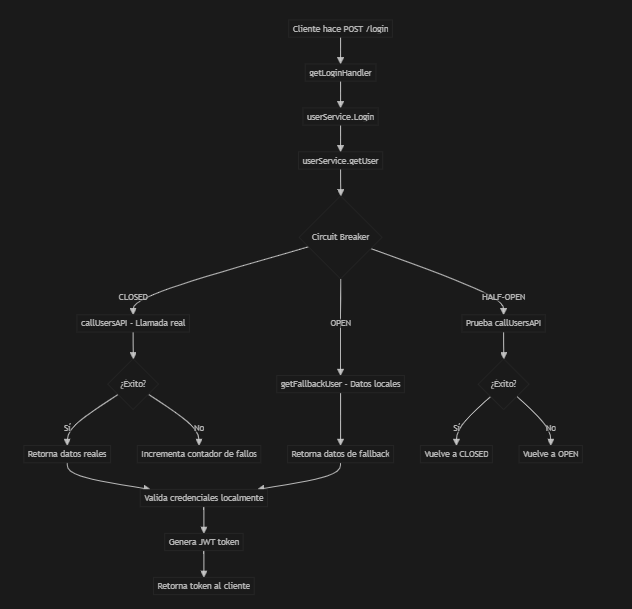 Cliente hace POST /login
getLoginHandler
userService.Login
userService.getUser
Circuit Breaker
CLOSED
HALF-OPEN
callUsersAPI - Llamada real
OPEN
Prueba callUsersAPI
¿Exito?
getFallbackUser - Datos locales
¿Exito?
Sí
No
Sí
No
Retorna datos reales
Incrementa contador de fallos
Retorna datos de fallback
Vuelve a CLOSED
Vuelve a OPEN
Valida credenciales localmente
Genera JWT token
Retorna token al cliente